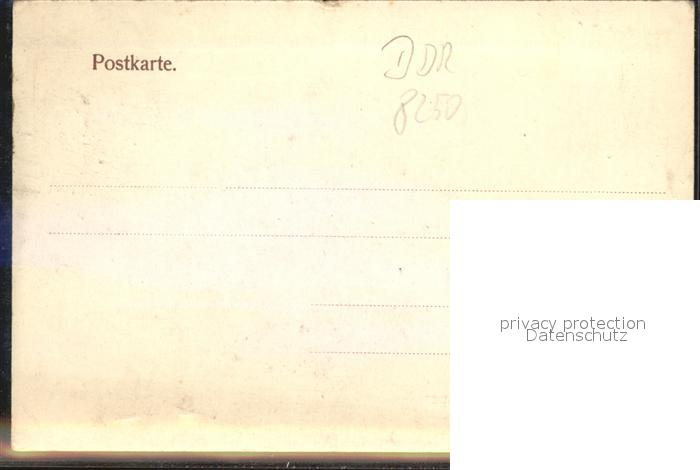 Postkarte.
DDR
8250
privacy protection
Datenschutz